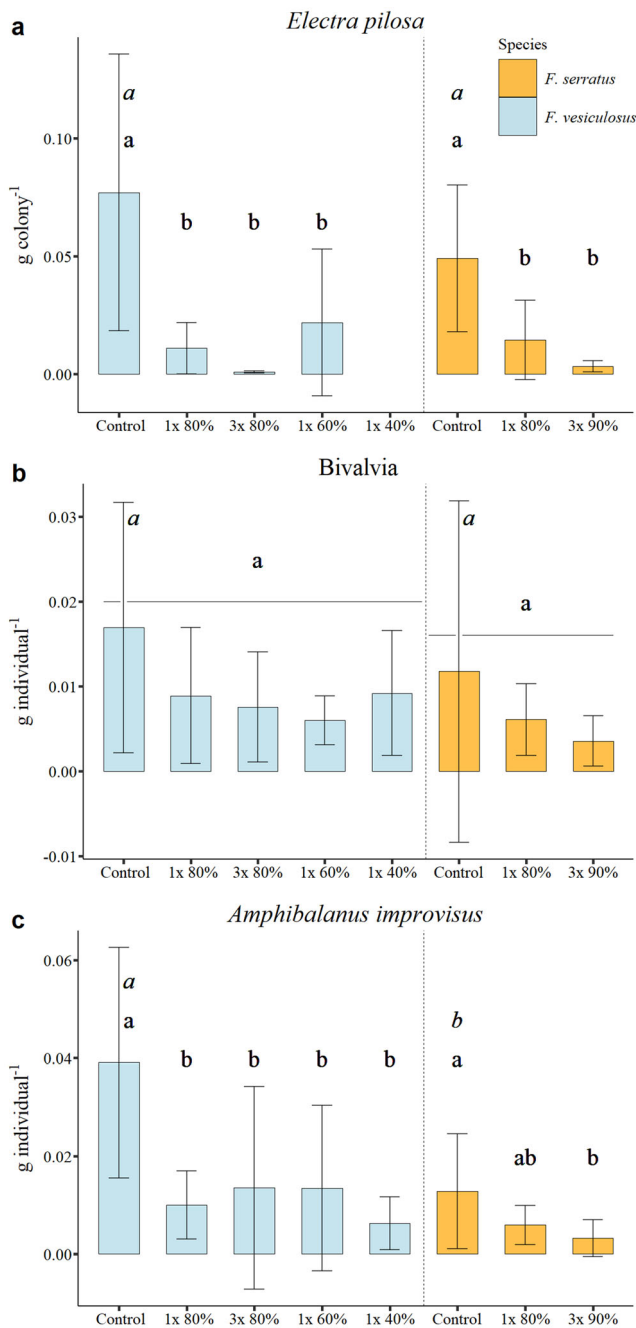 a
Electra pilosa
Species
F. serratus
F. vesiculosus
g colony-1
0.10
0.05
0.00
a a
a a
b b b b b
Control 1x 80% 3x 80% 1x 60% 1x 40% Control 1x 80% 3x 90%
b
Bivalvia
g individual-1
0.03
0.02
0.01
0.00
-0.01
a a
a a
Control 1x 80% 3x 80% 1x 60% 1x 40% Control 1x 80% 3x 90%
c
Amphibalanus improvisus
g individual-1
0.06
0.04
0.02
0.00
a b
a b b b b a ab b
Control 1x 80% 3x 80% 1x 60% 1x 40% Control 1x 80% 3x 90%